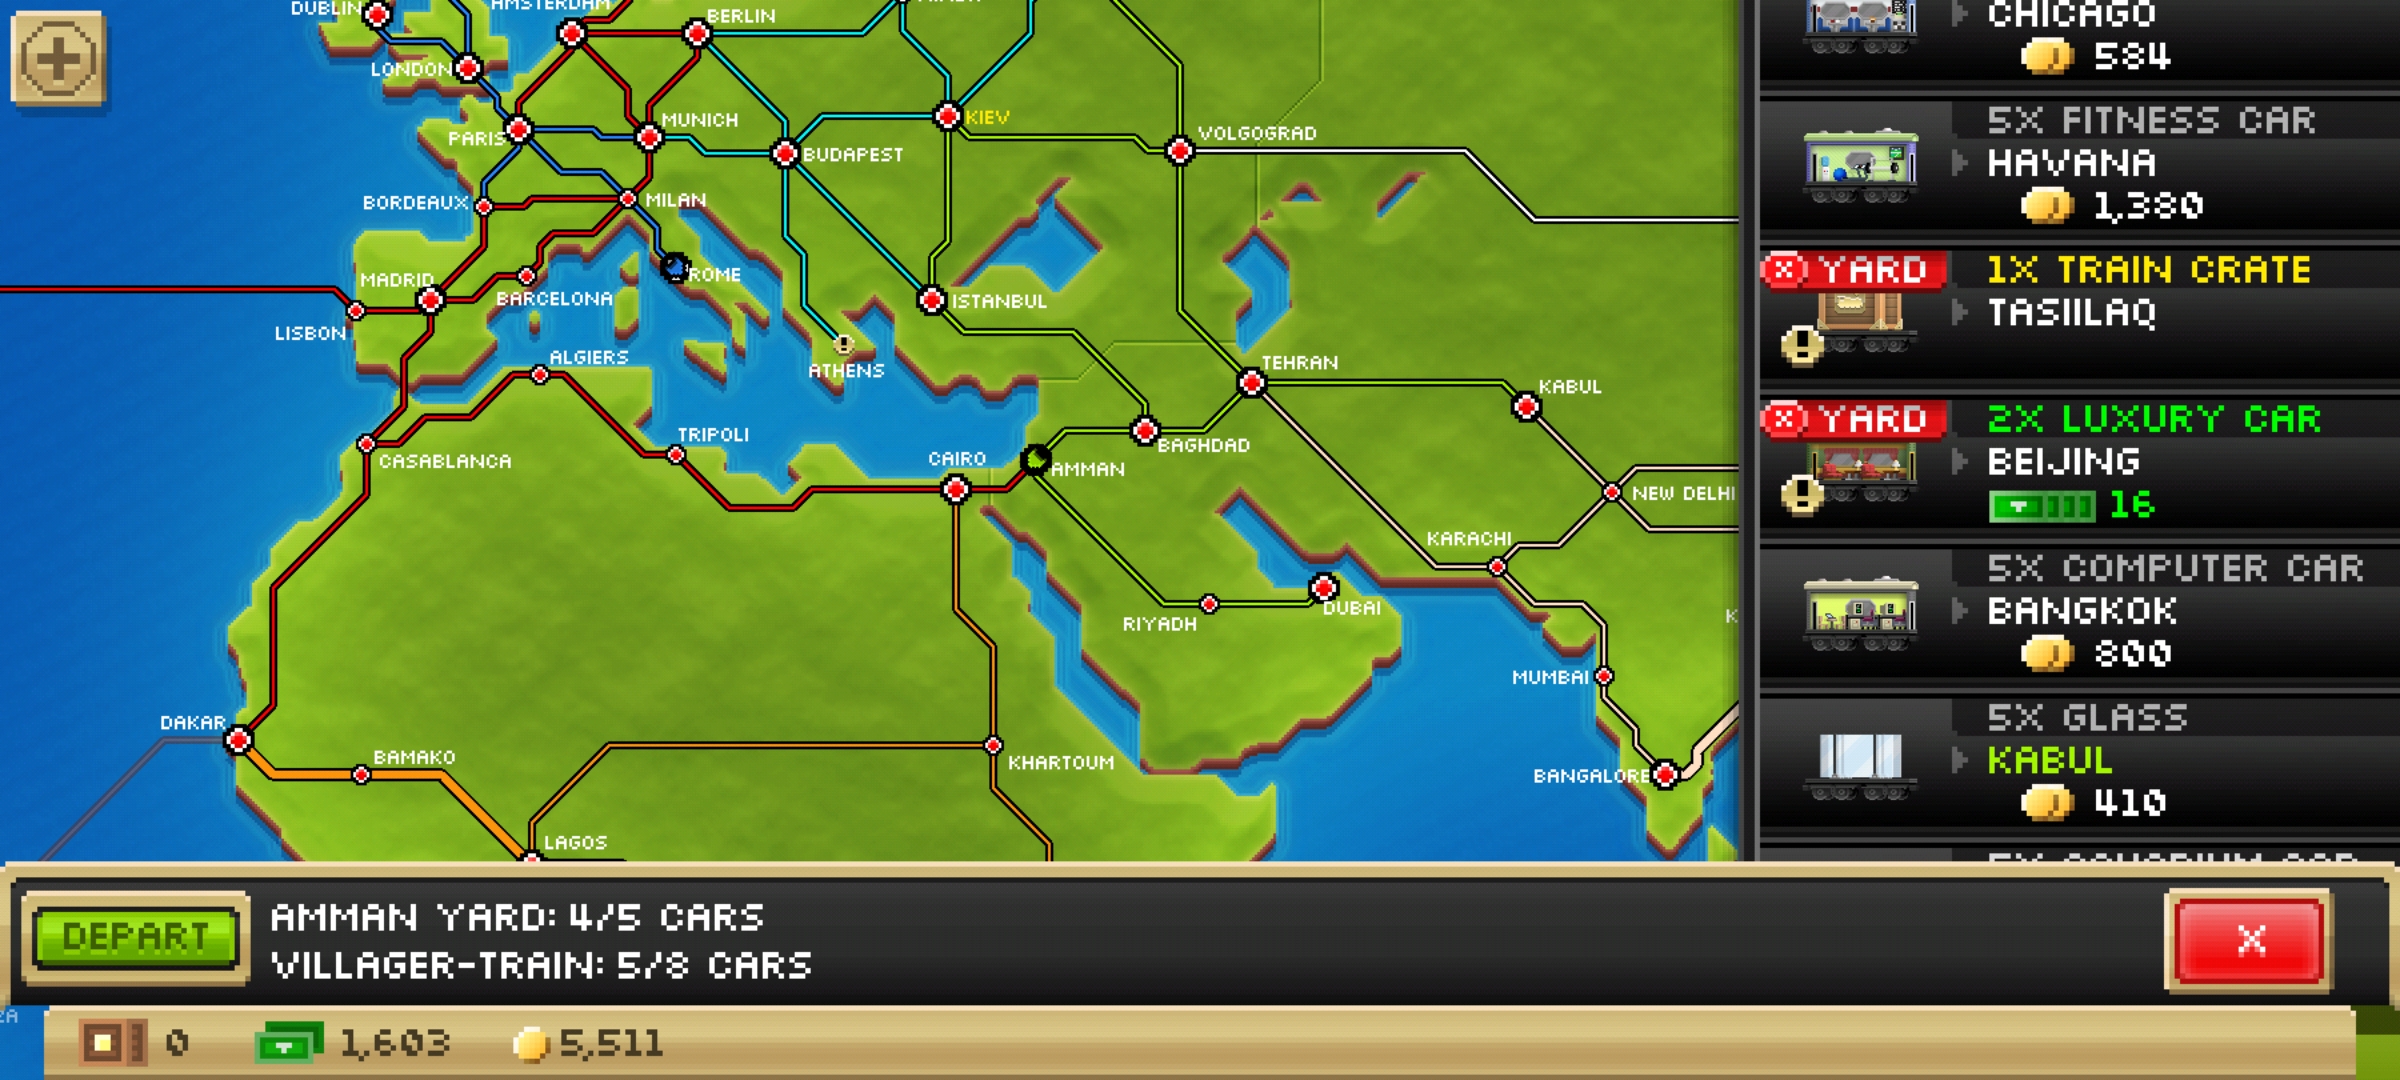 DUBLIN
AMSTERDAM
BERLIN
LONDON
PARIS
MUNICH
KIEV
VOLGOGRAD
BUDAPEST
BORDEAUX
MILAN
ROME
MADRID
BARCELONA
ISTANBUL
LISBON
ALGIERS
ATHENS
TEHRAN
KABUL
CASABLANCA
TRIPOLI
CAIRO
AMMAN
BAGHDAD
NEW DELHI
KARACHI
RIYADH
DUBAI
MUMBAI
DAKAR
BAMAKO
KHARTOUM
BANGALORE
LAGOS
K
CHICAGO
584
5X FITNESS CAR
HAVANA
1,380
YARD
1X TRAIN CRATE
TASIILAQ
YARD
2X LUXURY CAR
BEIJING
16
5X COMPUTER CAR
BANGKOK
800
5X GLASS
KABUL
410
DEPART
AMMAN YARD: 4/5 CARS
VILLAGER-TRAIN: 5/8 CARS
X
ZA
0
1,603
5,511